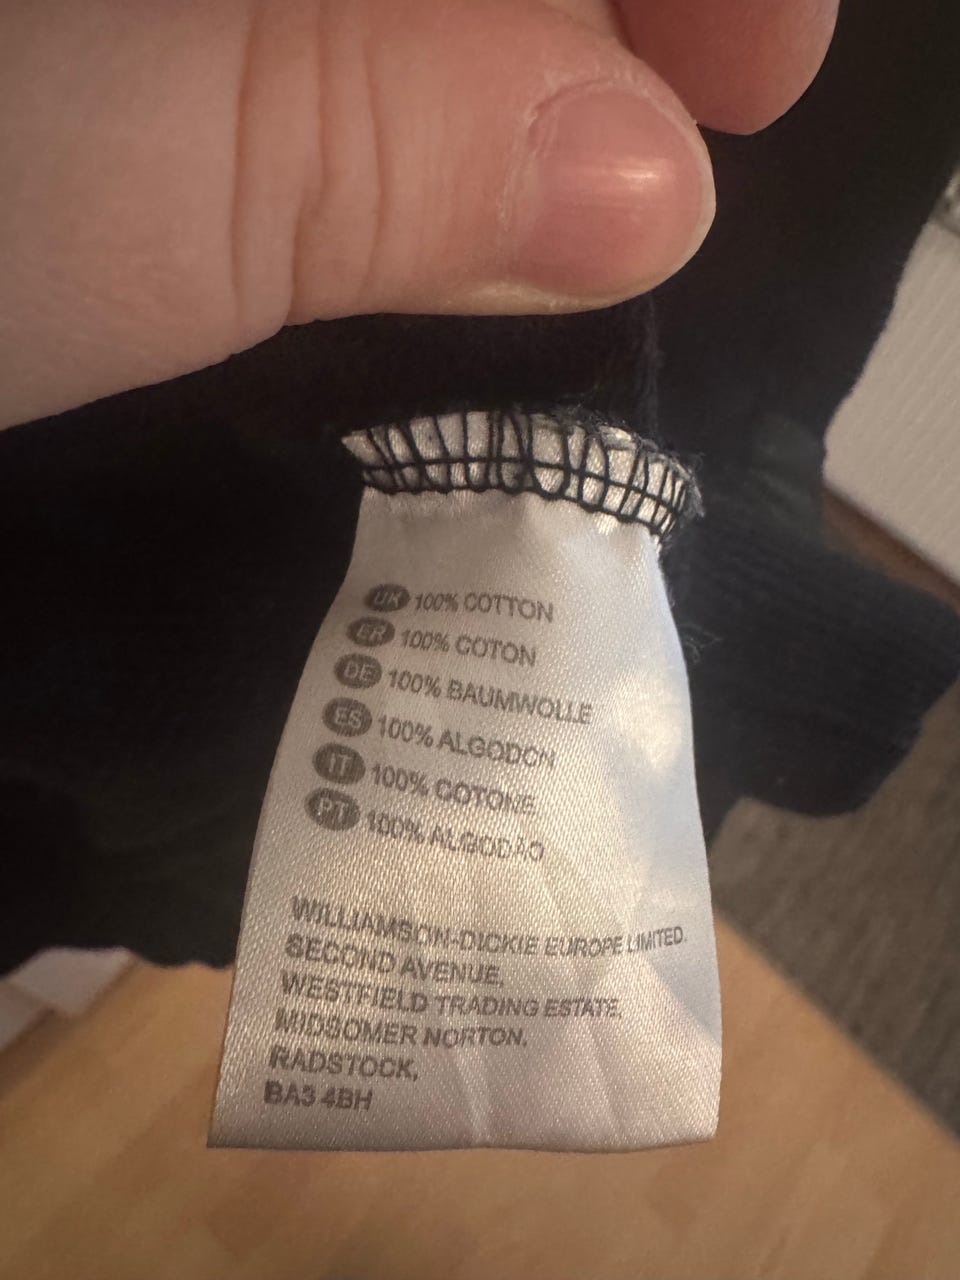 UK 100% COTTON
FR 100% COTON
DE 100% BAUMWOLLE
ES 100% ALGODON
IT 100% COTONE
PT 100% ALGODÃO
WILLIAMSON-DICKIE EUROPE LIMITED.
SECOND AVENUE,
WESTFIELD TRADING ESTATE,
MIDSOMER NORTON,
RADSTOCK,
BA3 4BH